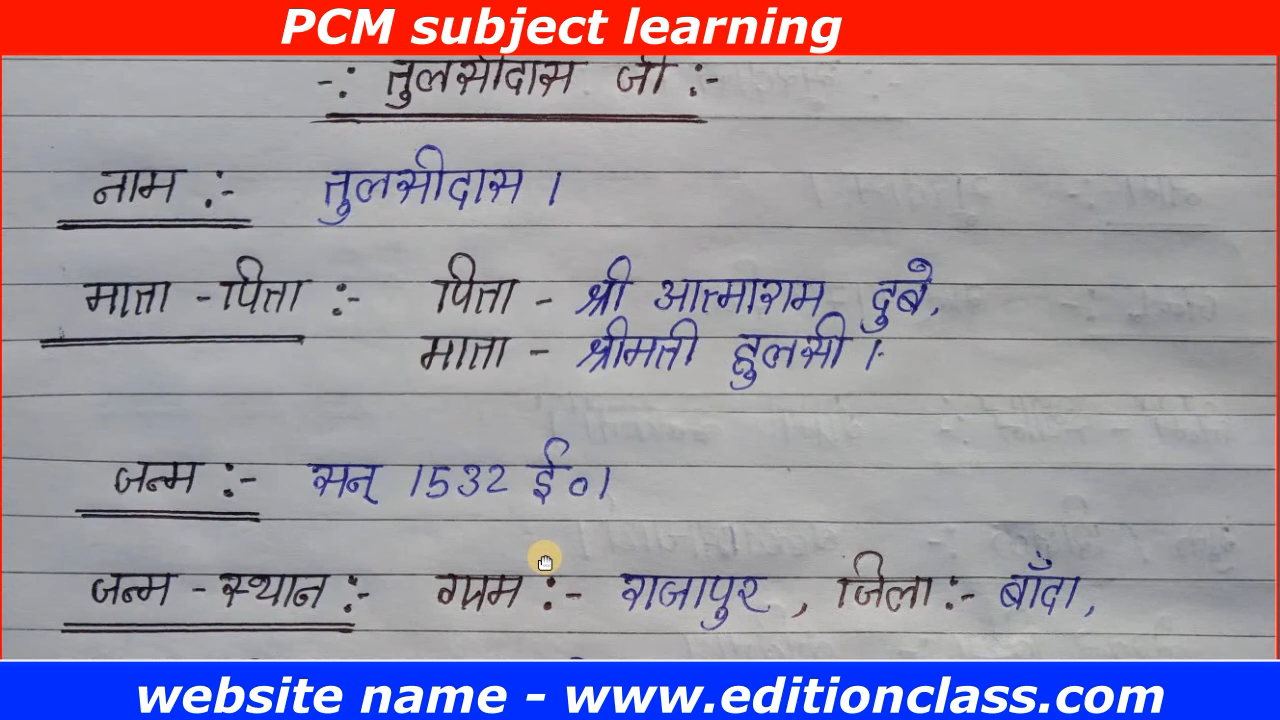 PCM subject learning
-: तुलसीदास जी :-
नाम :- तुलसीदास ।
माता - पिता :- पिता - श्री आत्माराम दुबे,
माता - श्रीमती हुलसी ।
जन्म :- सन् 1532 ई० ।
जन्म - स्थान :- ग्राम :- राजापुर , जिला :- बाँदा ,
website name - www.editionclass.com